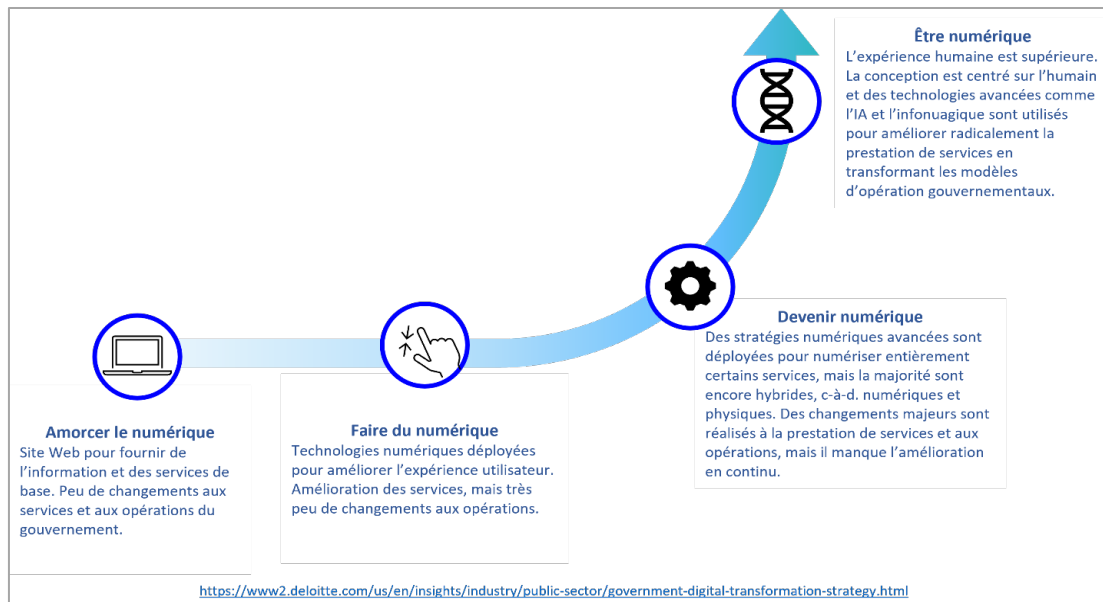 Amorcer le numérique
Site Web pour fournir de
l'information et des services de
base. Peu de changements aux
services et aux opérations du
gouvernement.
Faire du numérique
Technologies numériques déployées
pour améliorer l'expérience utilisateur.
Amélioration des services, mais très
peu de changements aux opérations.
Devenir numérique
Des stratégies numériques avancées sont
déployées pour numériser entièrement
certains services, mais la majorité sont
encore hybrides, c-à-d. numériques et
physiques. Des changements majeurs sont
réalisés à la prestation de services et aux
opérations, mais il manque l'amélioration
en continu.
Être numérique
L'expérience humaine est supérieure.
La conception est centré sur l'humain
et des technologies avancées comme
l'IA et l'infonuagique sont utilisés
pour améliorer radicalement la
prestation de services en
transformant les modèles
d'opération gouvernementaux.
https://www2.deloitte.com/us/en/insights/industry/public-sector/government-digital-transformation-strategy.html